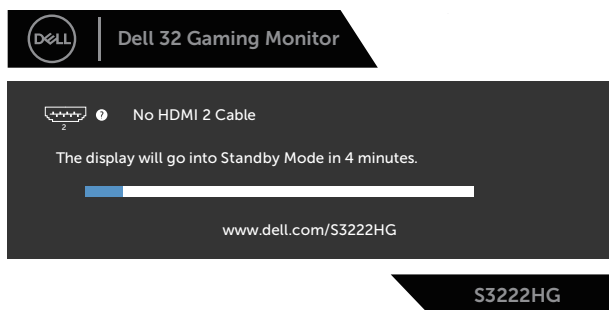 DELL
Dell 32 Gaming Monitor
? No HDMI 2 Cable
2
The display will go into Standby Mode in 4 minutes.
www.dell.com/S3222HG
S3222HG